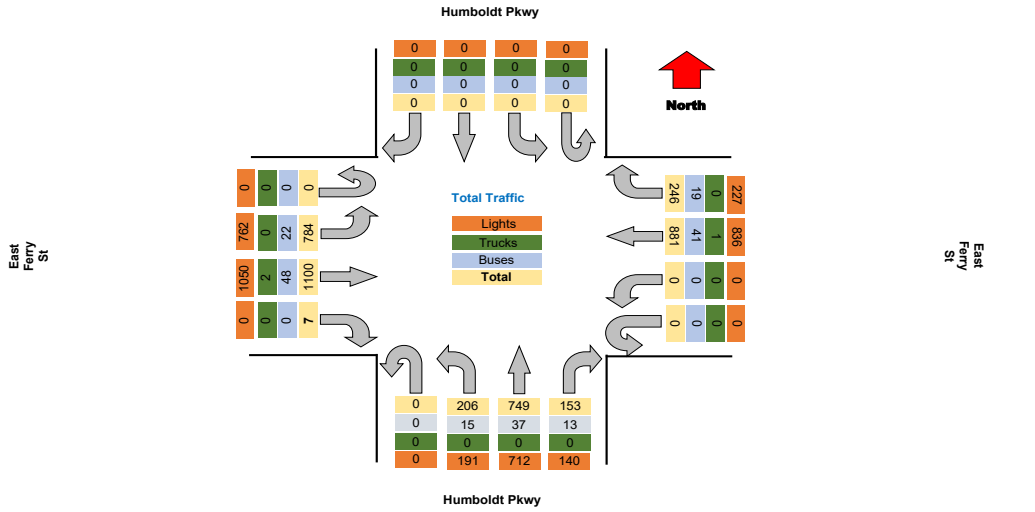 Humboldt Pkwy
0 0 0 0
0 0 0 0
0 0 0 0
0 0 0 0
North
0 0 0 0
762 0 22 784
1050 2 48 1100
0 0 0 7
East
Ferry
St
Total Traffic
Lights
Trucks
Buses
Total
246 19 0 227
881 41 1 836
0 0 0 0
0 0 0 0
East
Ferry
St
0 206 749 153
0 15 37 13
0 0 0 0
0 191 712 140
Humboldt Pkwy